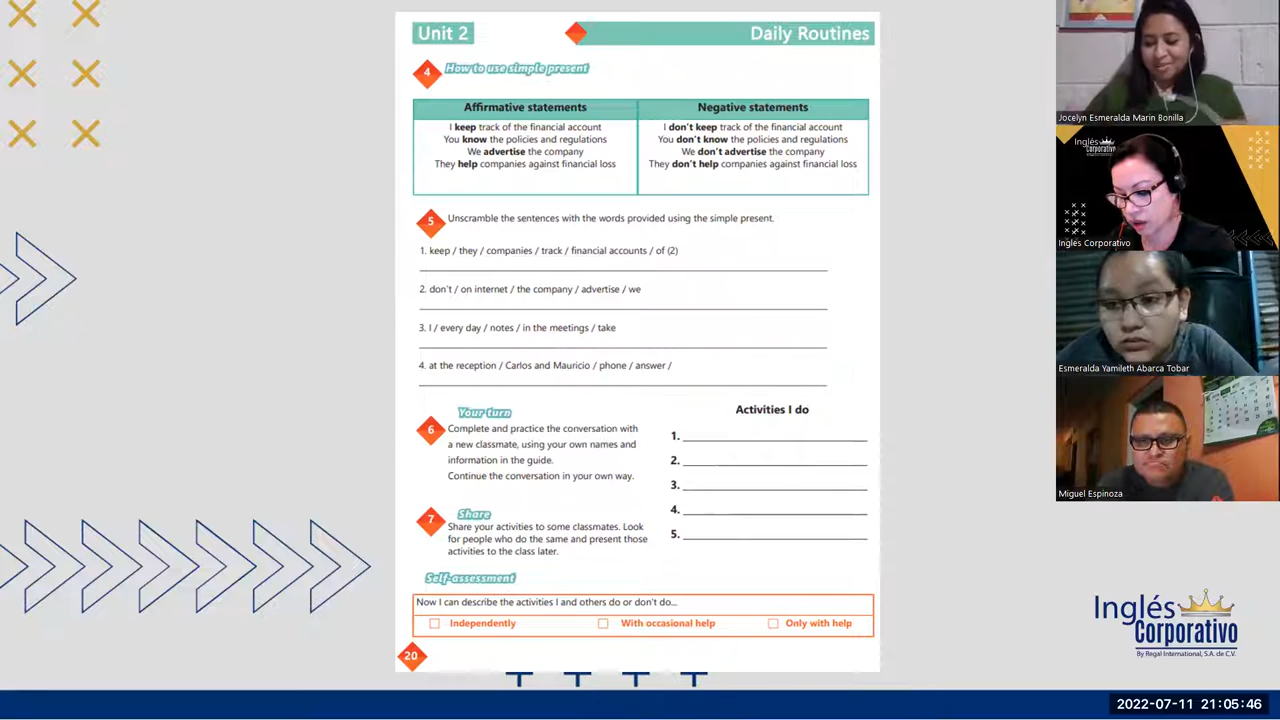 Unit 2
Daily Routines
4
How to use simple present
Affirmative statements
Negative statements
I keep track of the financial account
You know the policies and regulations
We advertise the company
They help companies against financial loss
I don't keep track of the financial account
You don't know the policies and regulations
We don't advertise the company
They don't help companies against financial loss
5
Unscramble the sentences with the words provided using the simple present.
1. keep / they / companies / track / financial accounts / of (2)
2. don't / on internet / the company / advertise / we
3. I / every day / notes / in the meetings / take
4. at the reception / Carlos and Mauricio / phone / answer /
6
Your turn
Complete and practice the conversation with
a new classmate, using your own names and
information in the guide.
Continue the conversation in your own way.
Activities I do
1.
2.
3.
4.
5.
7
Share
Share your activities to some classmates. Look
for people who do the same and present those
activities to the class later.
Self-assessment
Now I can describe the activities I and others do or don't do...
Independently
With occasional help
Only with help
20
Jocelyn Esmeralda Marin Bonilla
Inglés
Corporativo
Inglés Corporativo
Esmeralda Yamileth Abarca Tobar
Miguel Espinoza
Inglés
Corporativo
By Regal International, S.A. de C.V.
2022-07-11 21:05:46